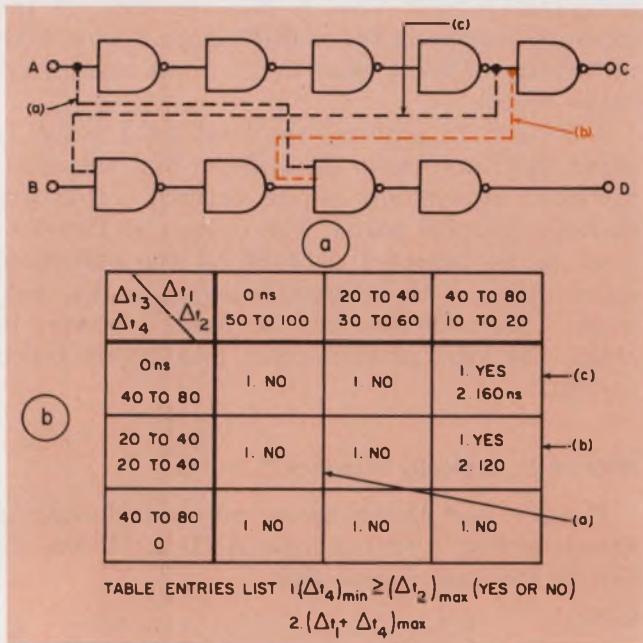 (c)
A
C
(a)
(b)
B
D
a
Δt₃ Δt₁
Δt₄ Δt₂
0 ns
50 TO 100
20 TO 40
30 TO 60
40 TO 80
10 TO 20
0 ns
40 TO 80
1. NO
1. NO
1. YES
2. 160 ns
(c)
b
20 TO 40
20 TO 40
1. NO
1. NO
1. YES
2. 120
(b)
40 TO 80
0
1. NO
1. NO
1. NO
(a)
TABLE ENTRIES LIST 1.(Δt₄)min ≥ (Δt₂)max (YES OR NO)
2.(Δt₁+ Δt₄)max